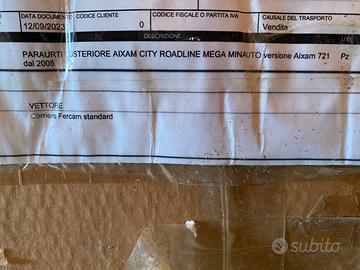 DATA DOCUMENTO CODICE CLIENTE CODICE FISCALE O PARTITA IVA CAUSALE DEL TRASPORTO
12/09/2023 0 Vendita
DESCRIZIONE
PARAURTI POSTERIORE AIXAM CITY ROADLINE MEGA MINAUTO versione Aixam 721 Pz
dal 2005
VETTORE
Corriere Fercam standard
subito